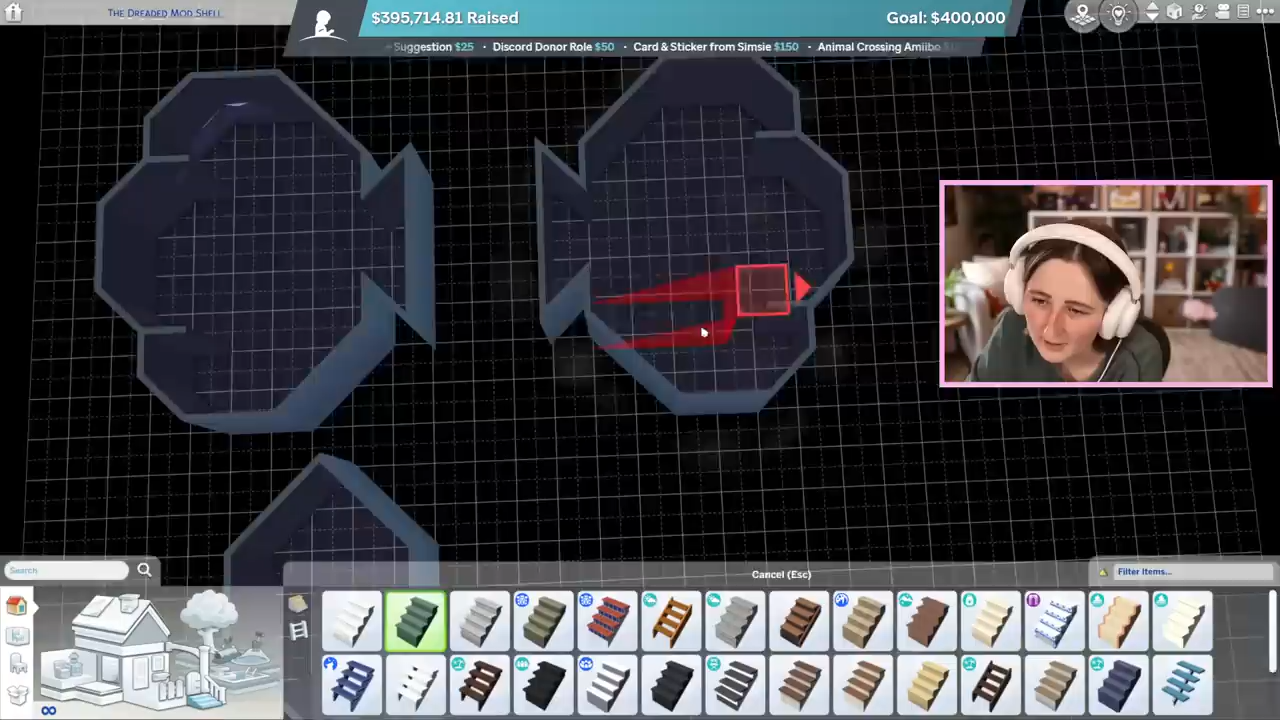 The Dreaded Mod Shell
$395,714.81 Raised
Goal: $400,000
Suggestion $25 · Discord Donor Role $50 · Card & Sticker from Simsie $150 · Animal Crossing Amiibo
Cancel (Esc)
Search
Filter Items...